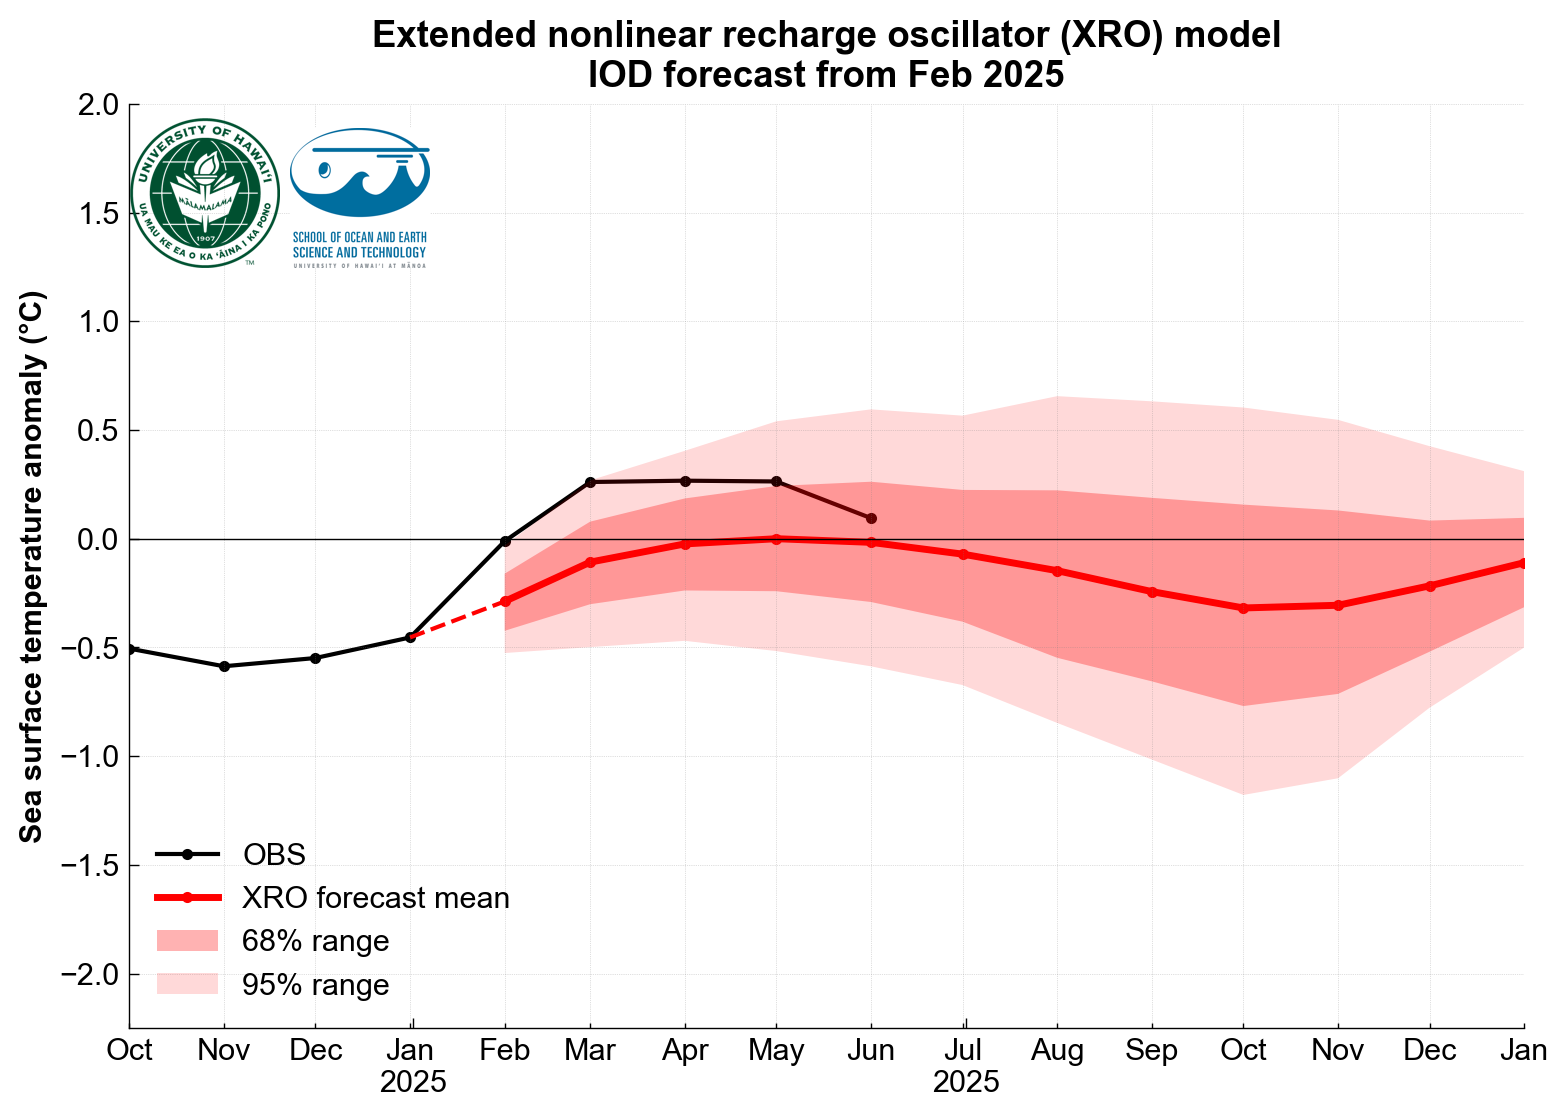 Extended nonlinear recharge oscillator (XRO) model
IOD forecast from Feb 2025
2.0
1.5
1.0
0.5
0.0
−0.5
−1.0
−1.5
−2.0
Sea surface temperature anomaly (°C)
UNIVERSITY OF HAWAIʻI
MĀLAMALAMA
1907
UA MAU KE EA O KA ʻĀINA I KA PONO
TM
SCHOOL OF OCEAN AND EARTH
SCIENCE AND TECHNOLOGY
UNIVERSITY OF HAWAIʻI AT MĀNOA
OBS
XRO forecast mean
68% range
95% range
Oct Nov Dec Jan Feb Mar Apr May Jun Jul Aug Sep Oct Nov Dec Jan
2025 2025